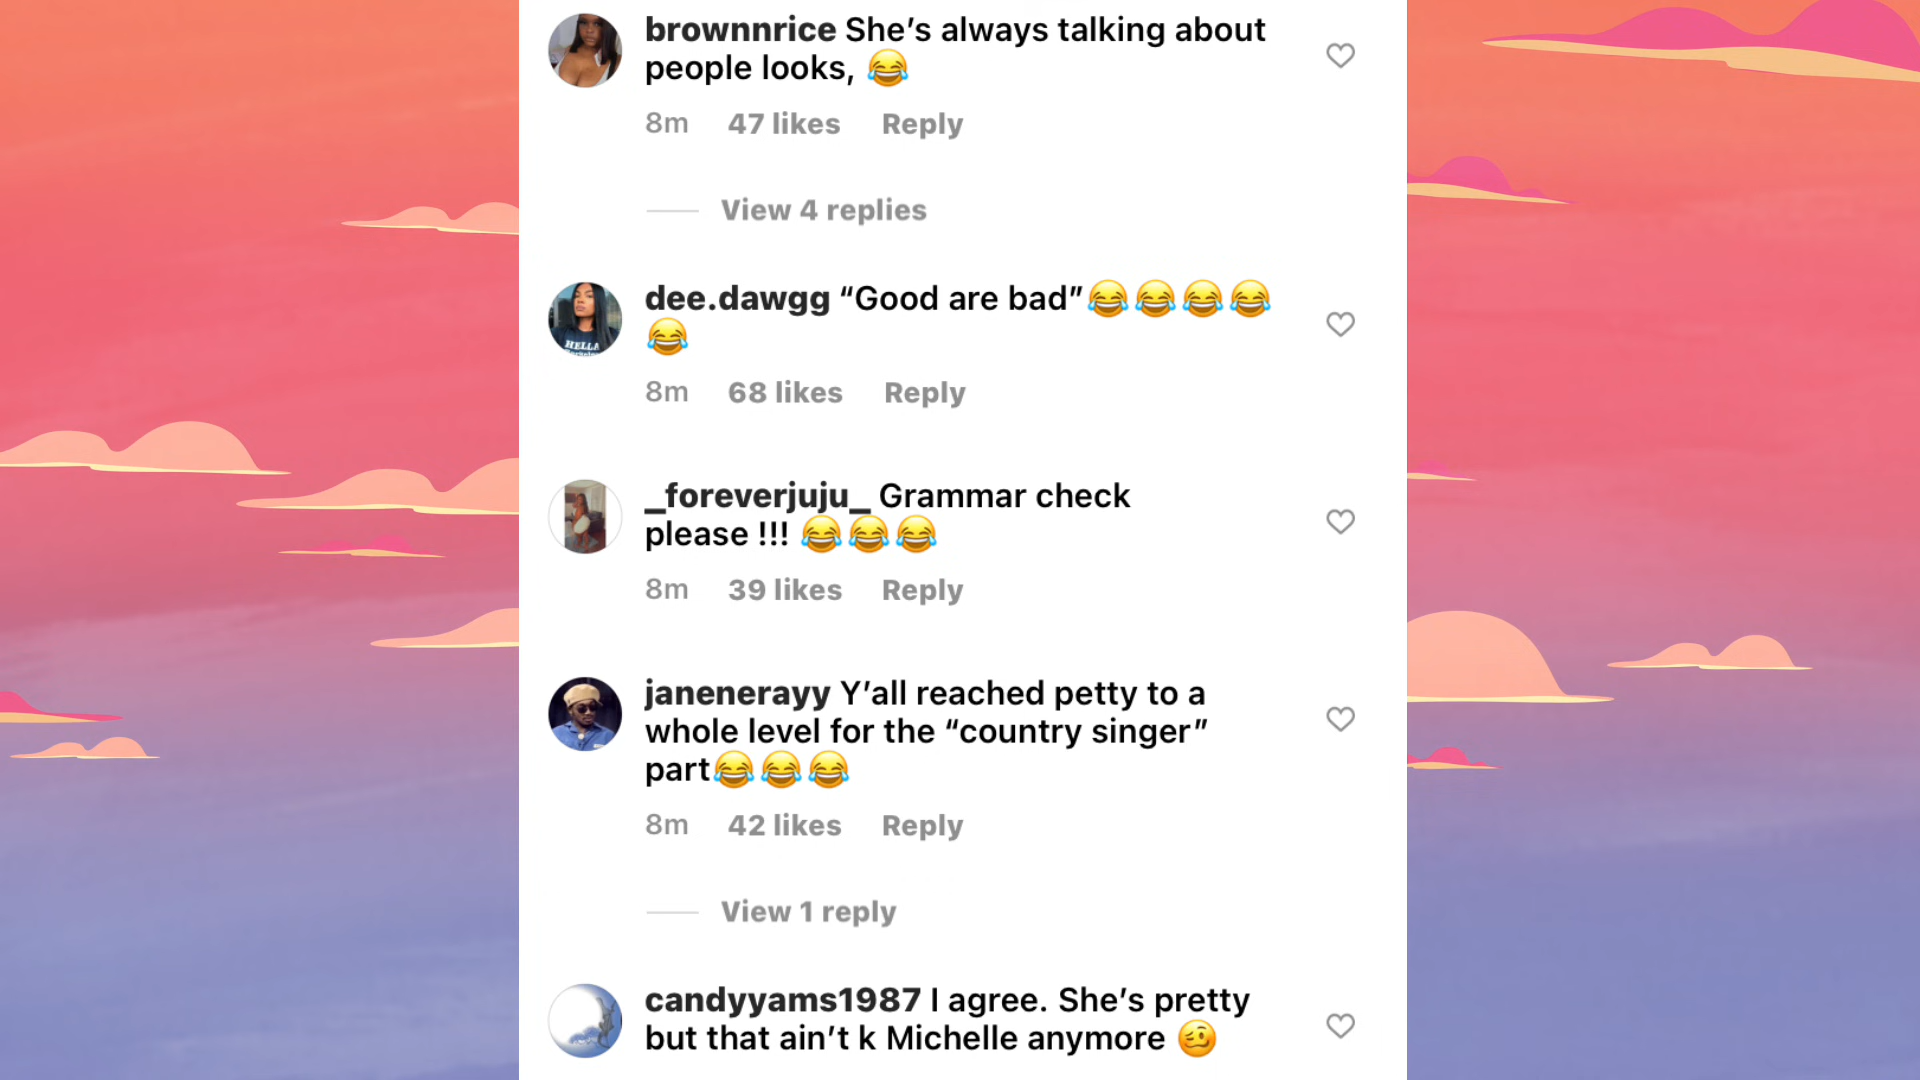 brownnrice She’s always talking about
people looks, 😂
8m 47 likes Reply
View 4 replies
dee.dawgg “Good are bad”😂😂😂😂
😂
8m 68 likes Reply
_foreverjuju_ Grammar check
please !!! 😂😂😂
8m 39 likes Reply
janenerayy Y’all reached petty to a
whole level for the “country singer”
part😂😂😂
8m 42 likes Reply
View 1 reply
candyyams1987 I agree. She’s pretty
but that ain’t k Michelle anymore 🥴
HELLA